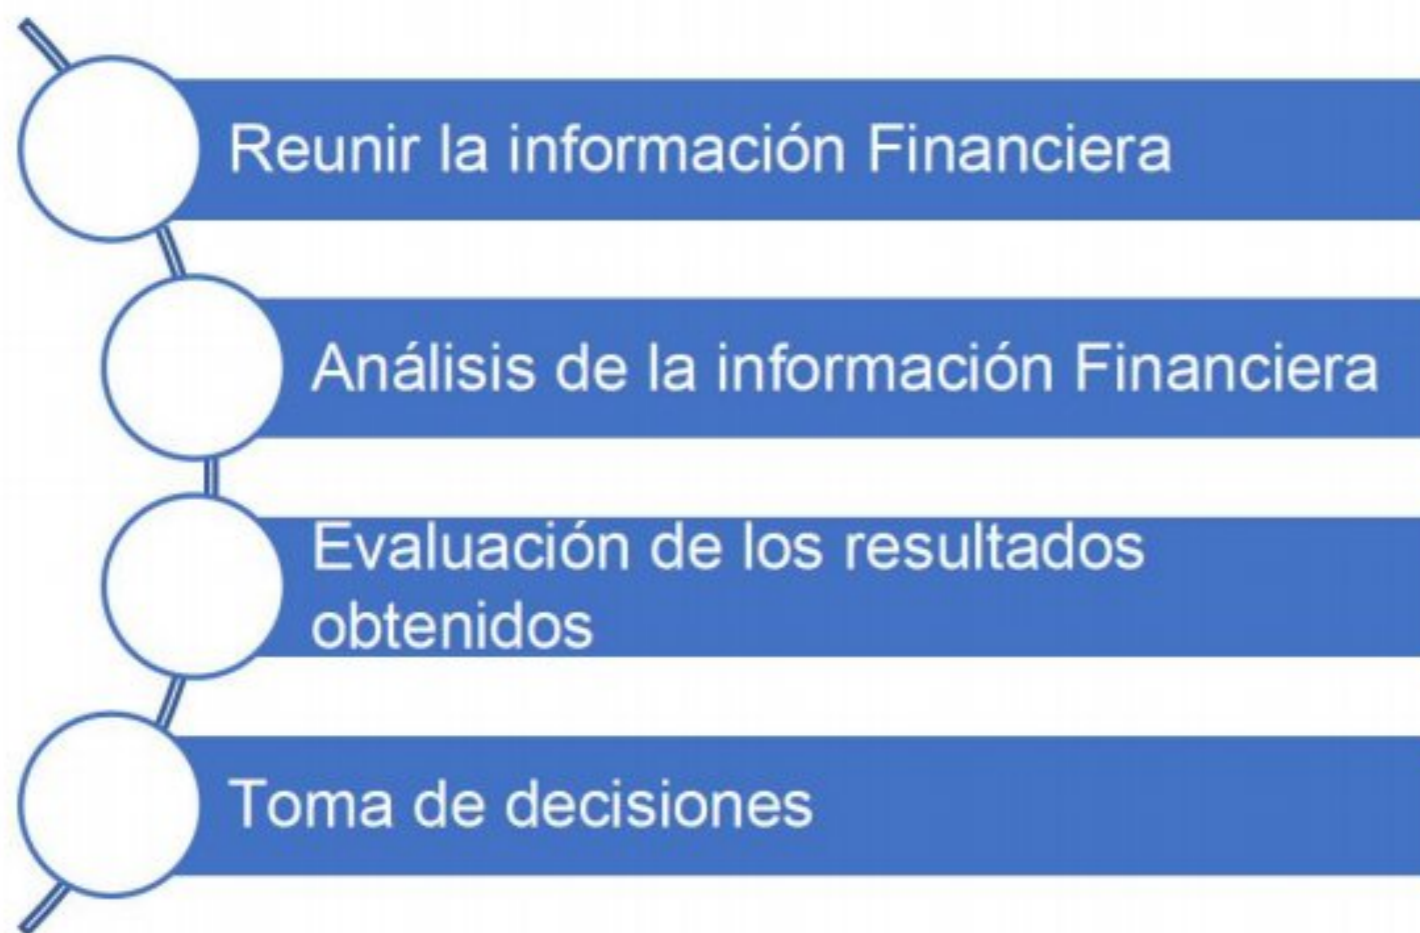 Reunir la información Financiera
Análisis de la información Financiera
Evaluación de los resultados
obtenidos
Toma de decisiones